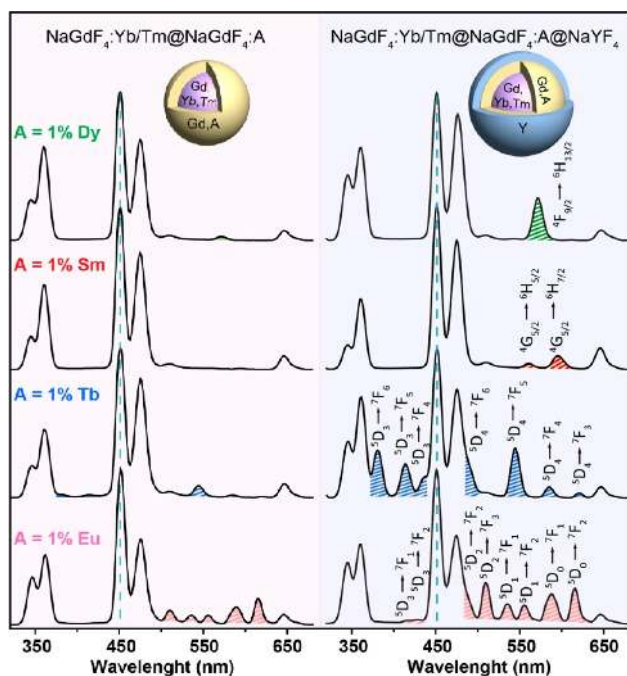 NaGdF₄:Yb/Tm@NaGdF₄:A
NaGdF₄:Yb/Tm@NaGdF₄:A@NaYF₄
Gd,
Yb,Tm
Gd,A
Gd,
Yb,Tm
Gd,A
Y
A = 1% Dy
⁴F₉/₂→⁶H₁₃/₂
A = 1% Sm
⁴G₅/₂→⁶H₅/₂
⁴G₅/₂→⁶H₇/₂
A = 1% Tb
⁵D₃→⁷F₆
⁵D₃→⁷F₅
⁵D₃→⁷F₄
⁵D₄→⁷F₆
⁵D₄→⁷F₅
⁵D₄→⁷F₄
⁵D₄→⁷F₃
A = 1% Eu
⁵D₃→⁷F₁
⁵D₃→⁷F₂
⁵D₂→⁷F₂
⁵D₂→⁷F₃
⁵D₁→⁷F₁
⁵D₁→⁷F₂
⁵D₀→⁷F₁
⁵D₀→⁷F₂
350 450 550 650
350 450 550 650
Wavelenght (nm)
Wavelenght (nm)